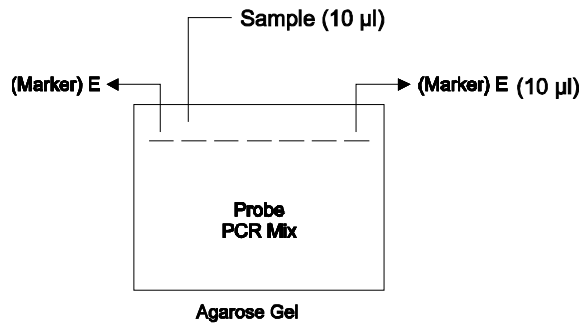 Sample (10 µl)
(Marker) E
(Marker) E (10 µl)
Probe
PCR Mix
Agarose Gel